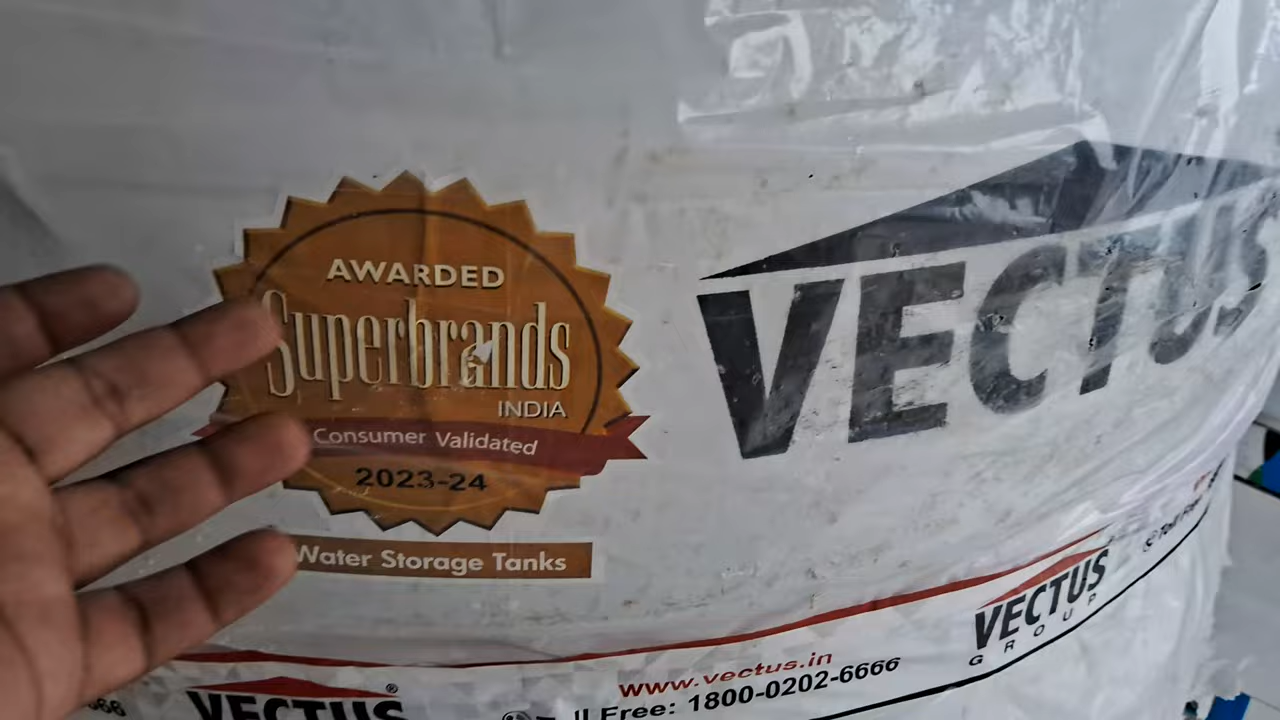 AWARDED
Superbrands
INDIA
Consumer Validated
2023-24
Water Storage Tanks
VECTUS
VECTUS
GROUP
www.vectus.in
Free: 1800-0202-6666
VECTUS®